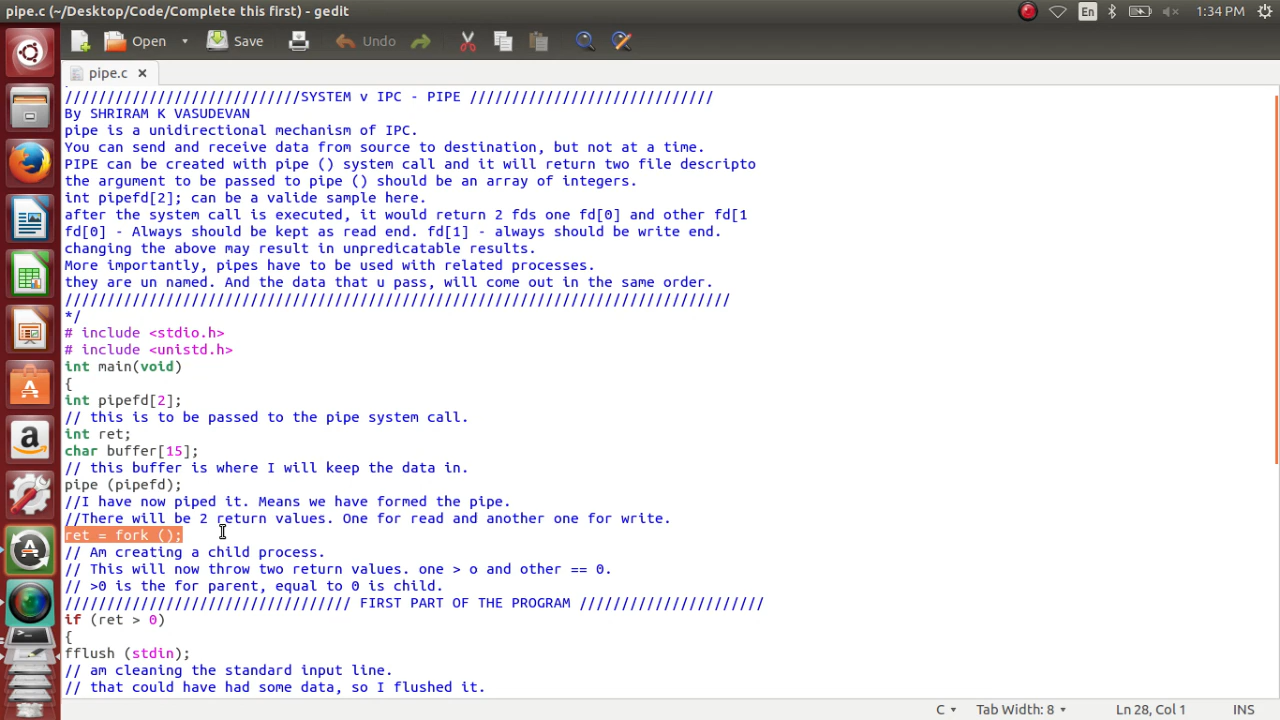 pipe.c (~/Desktop/Code/Complete this first) - gedit
En
1:34 PM
Open
Save
Undo
pipe.c
////////////////////////////SYSTEM v IPC - PIPE /////////////////////////////
By SHRIRAM K VASUDEVAN
pipe is a unidirectional mechanism of IPC.
You can send and receive data from source to destination, but not at a time.
PIPE can be created with pipe () system call and it will return two file descripto
the argument to be passed to pipe () should be an array of integers.
int pipefd[2]; can be a valide sample here.
after the system call is executed, it would return 2 fds one fd[0] and other fd[1
fd[0] - Always should be kept as read end. fd[1] - always should be write end.
changing the above may result in unpredicatable results.
More importantly, pipes have to be used with related processes.
they are un named. And the data that u pass, will come out in the same order.
///////////////////////////////////////////////////////////////////////////////
*/
# include <stdio.h>
# include <unistd.h>
int main(void)
{
int pipefd[2];
// this is to be passed to the pipe system call.
int ret;
char buffer[15];
// this buffer is where I will keep the data in.
pipe (pipefd);
//I have now piped it. Means we have formed the pipe.
//There will be 2 return values. One for read and another one for write.
ret = fork ();
// Am creating a child process.
// This will now throw two return values. one > o and other == 0.
// >0 is the for parent, equal to 0 is child.
////////////////////////////////// FIRST PART OF THE PROGRAM //////////////////////
if (ret > 0)
{
fflush (stdin);
// am cleaning the standard input line.
// that could have had some data, so I flushed it.
C
Tab Width: 8
Ln 28, Col 1
INS